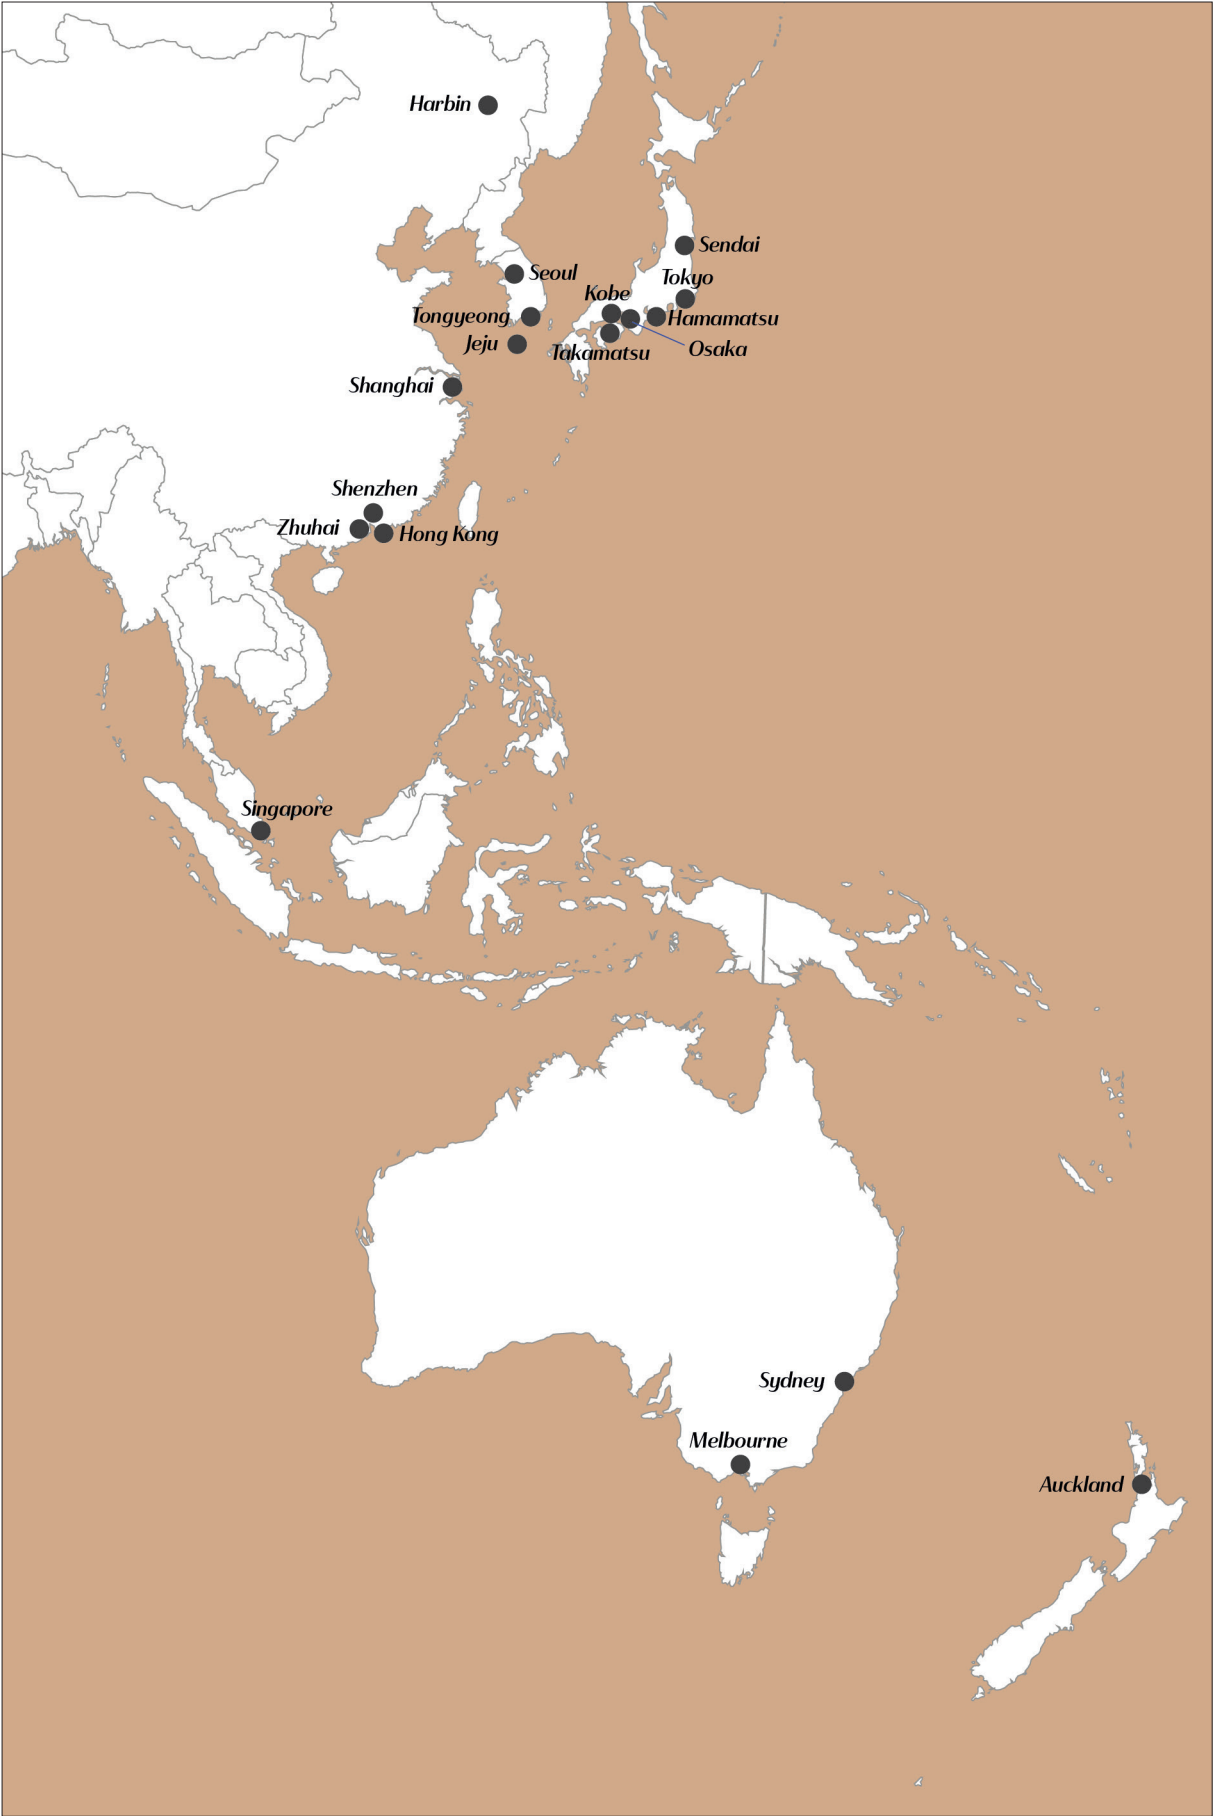 Harbin
Sendai
Seoul
Tokyo
Kobe
Tongyeong
Hamamatsu
Jeju
Takamatsu
Osaka
Shanghai
Shenzhen
Zhuhai
Hong Kong
Singapore
Sydney
Melbourne
Auckland